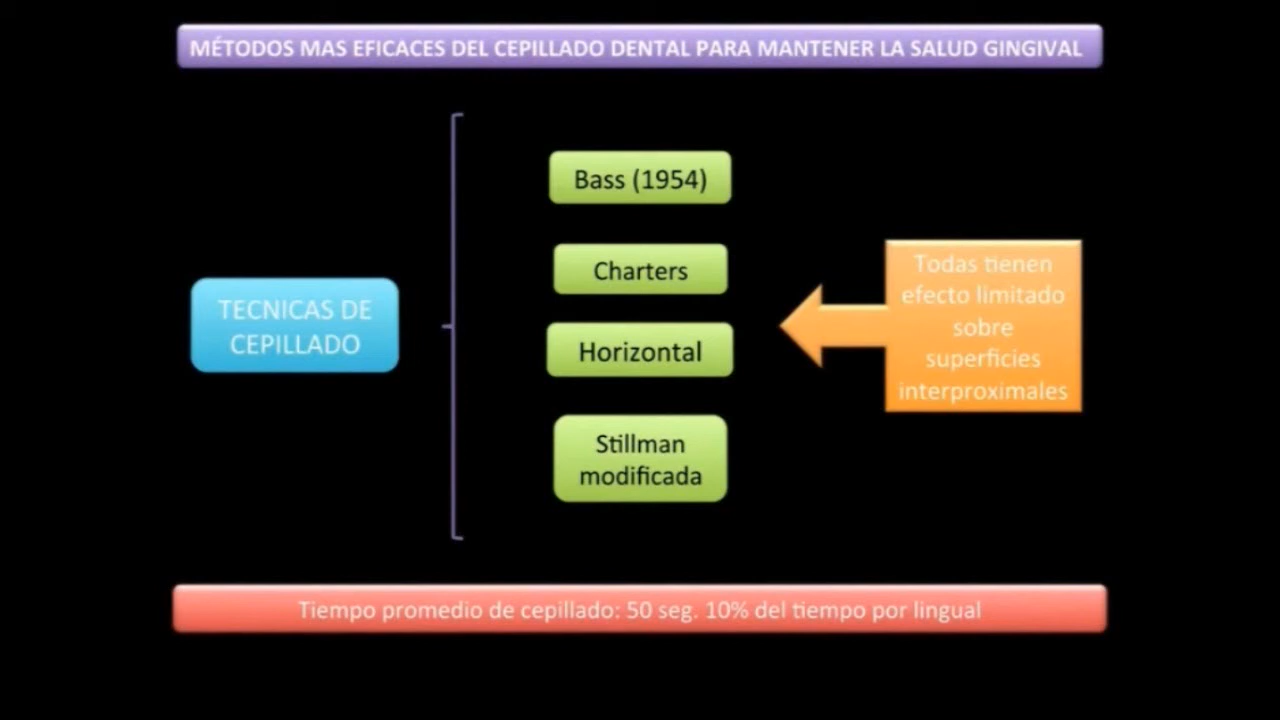 MÉTODOS MAS EFICACES DEL CEPILLADO DENTAL PARA MANTENER LA SALUD GINGIVAL
TECNICAS DE
CEPILLADO
Bass (1954)
Charters
Horizontal
Stillman
modificada
Todas tienen
efecto limitado
sobre
superficies
interproximales
Tiempo promedio de cepillado: 50 seg. 10% del tiempo por lingual